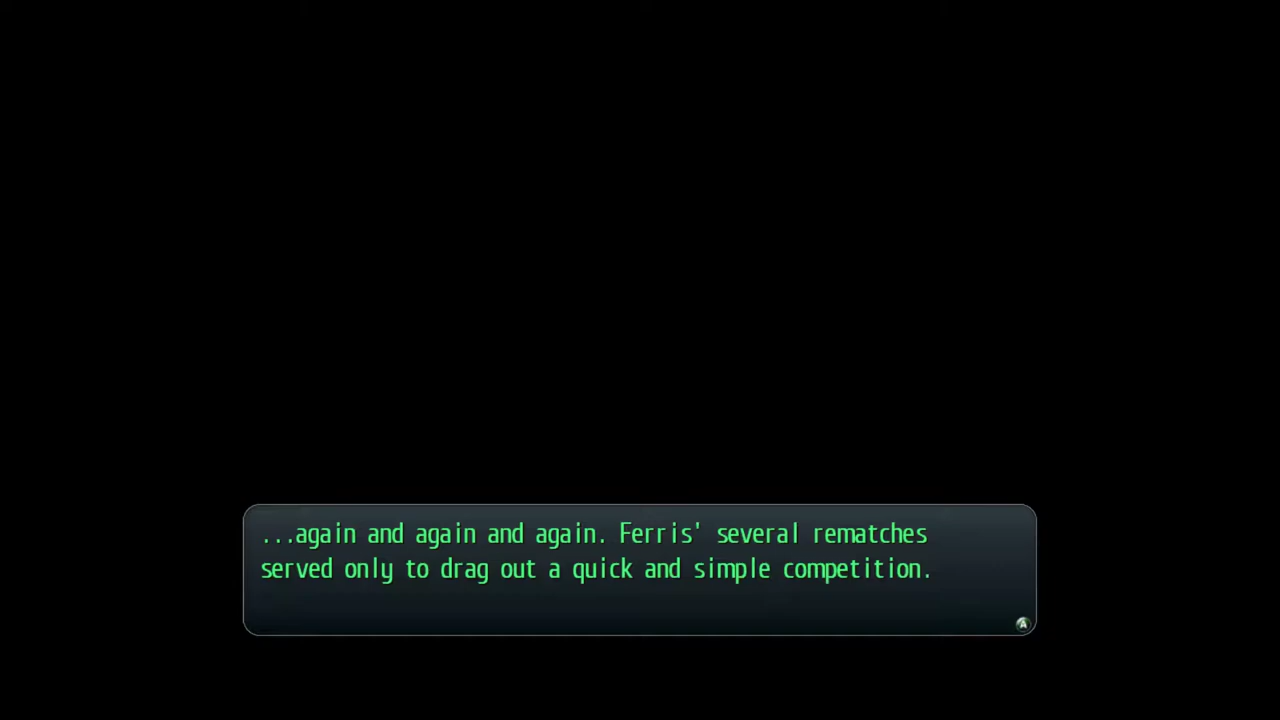 ...again and again and again. Ferris' several rematches
served only to drag out a quick and simple competition.
A